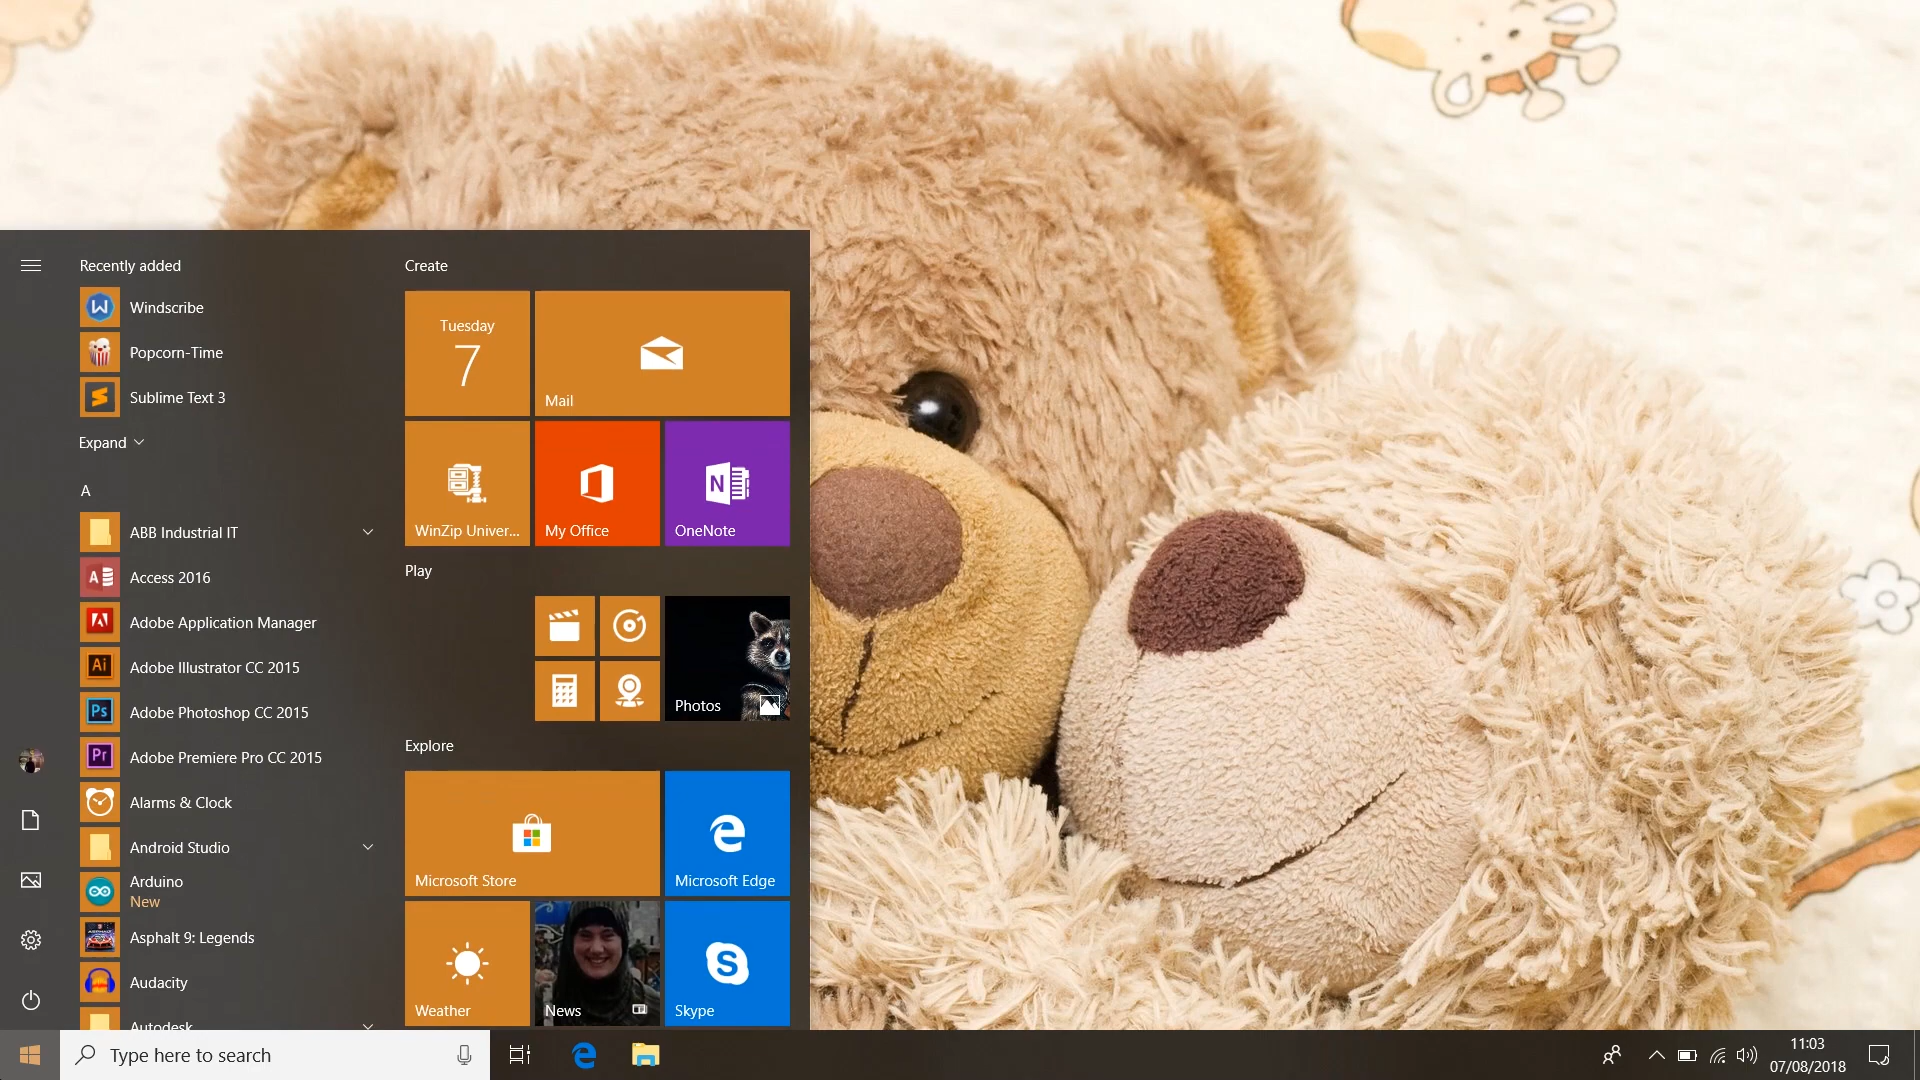 Recently added
Windscribe
Popcorn-Time
Sublime Text 3
Expand
A
ABB Industrial IT
Access 2016
Adobe Application Manager
Adobe Illustrator CC 2015
Adobe Photoshop CC 2015
Adobe Premiere Pro CC 2015
Alarms & Clock
Android Studio
Arduino
New
Asphalt 9: Legends
Audacity
Autodesk
Create
Tuesday
7
Mail
WinZip Univer...
My Office
OneNote
Play
Photos
Explore
Microsoft Store
Microsoft Edge
Weather
News
Skype
Type here to search
11:03
07/08/2018